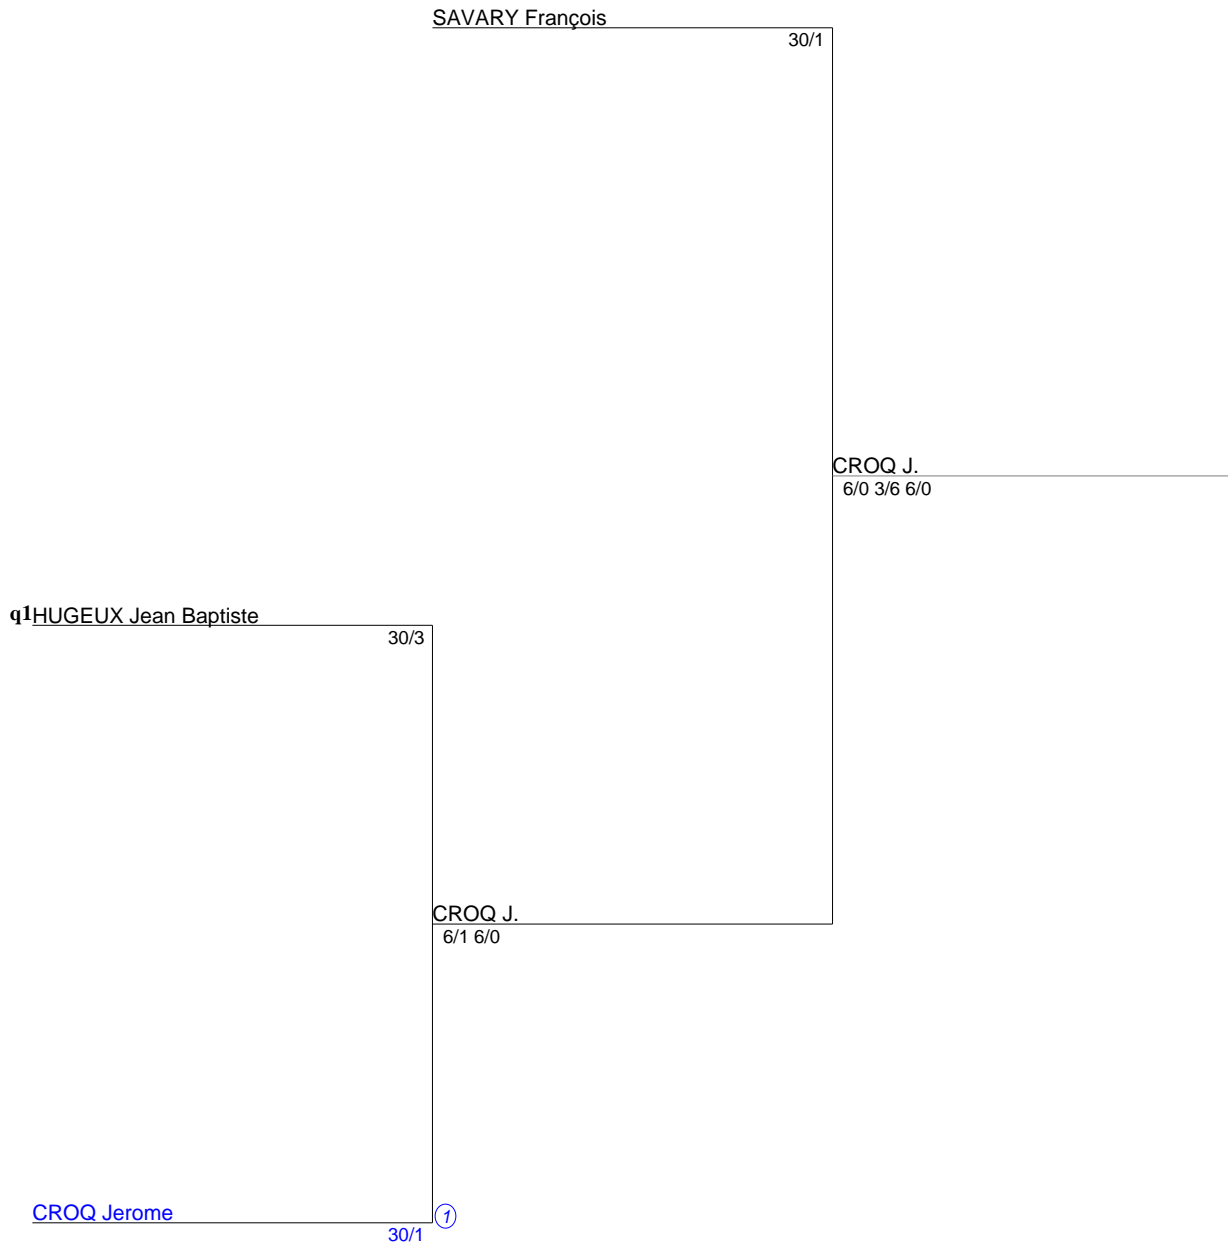 SAVARY François
30/1
CROQ J.
6/0 3/6 6/0
q1HUGEUX Jean Baptiste
30/3
CROQ J.
6/1 6/0
CROQ Jerome
1
30/1